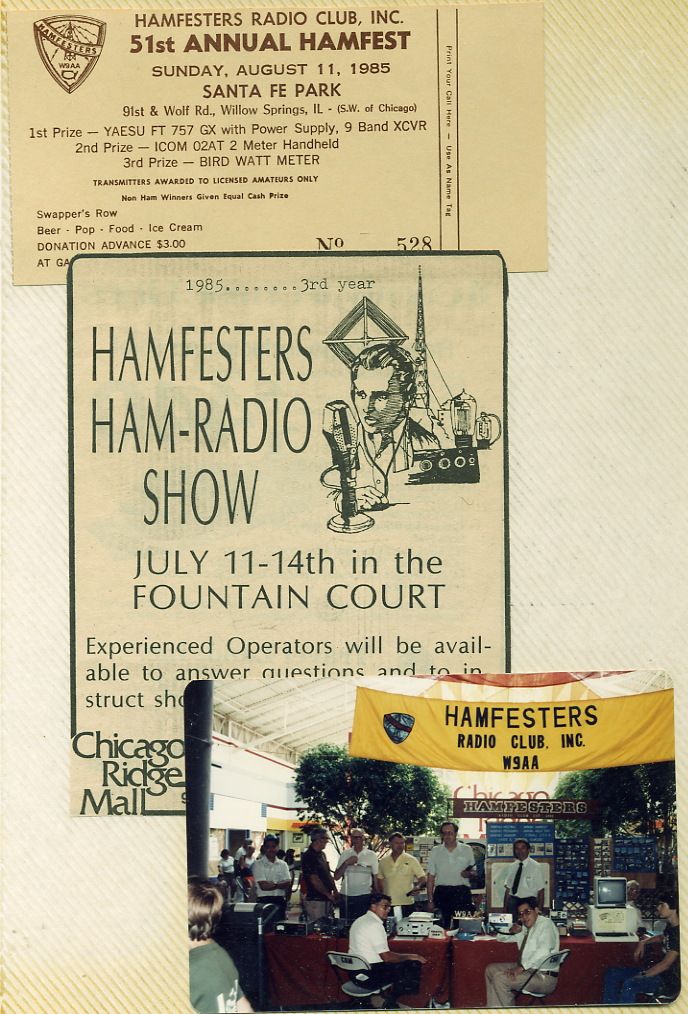 HAMFESTERS RADIO CLUB, INC.
51st ANNUAL HAMFEST
SUNDAY, AUGUST 11, 1985
SANTA FE PARK
91st & Wolf Rd., Willow Springs, IL - (S.W. of Chicago)
1st Prize — YAESU FT 757 GX with Power Supply, 9 Band XCVR
2nd Prize — ICOM 02AT 2 Meter Handheld
3rd Prize — BIRD WATT METER
TRANSMITTERS AWARDED TO LICENSED AMATEURS ONLY
Non Ham Winners Given Equal Cash Prize
Swapper's Row
Beer - Pop - Food - Ice Cream
DONATION ADVANCE $3.00
No 528
AT GA
HAMFESTERS
W9AA
Print Your Call Here — Use As Name Tag
1985........3rd year
HAMFESTERS
HAM-RADIO
SHOW
JULY 11-14th in the
FOUNTAIN COURT
Experienced Operators will be avail-
able to answer questions and to in
struct sho
Chicago
Ridge
Mall
HAMFESTERS
RADIO CLUB, INC.
W9AA
Chicago
HAMFESTERS
W9AA